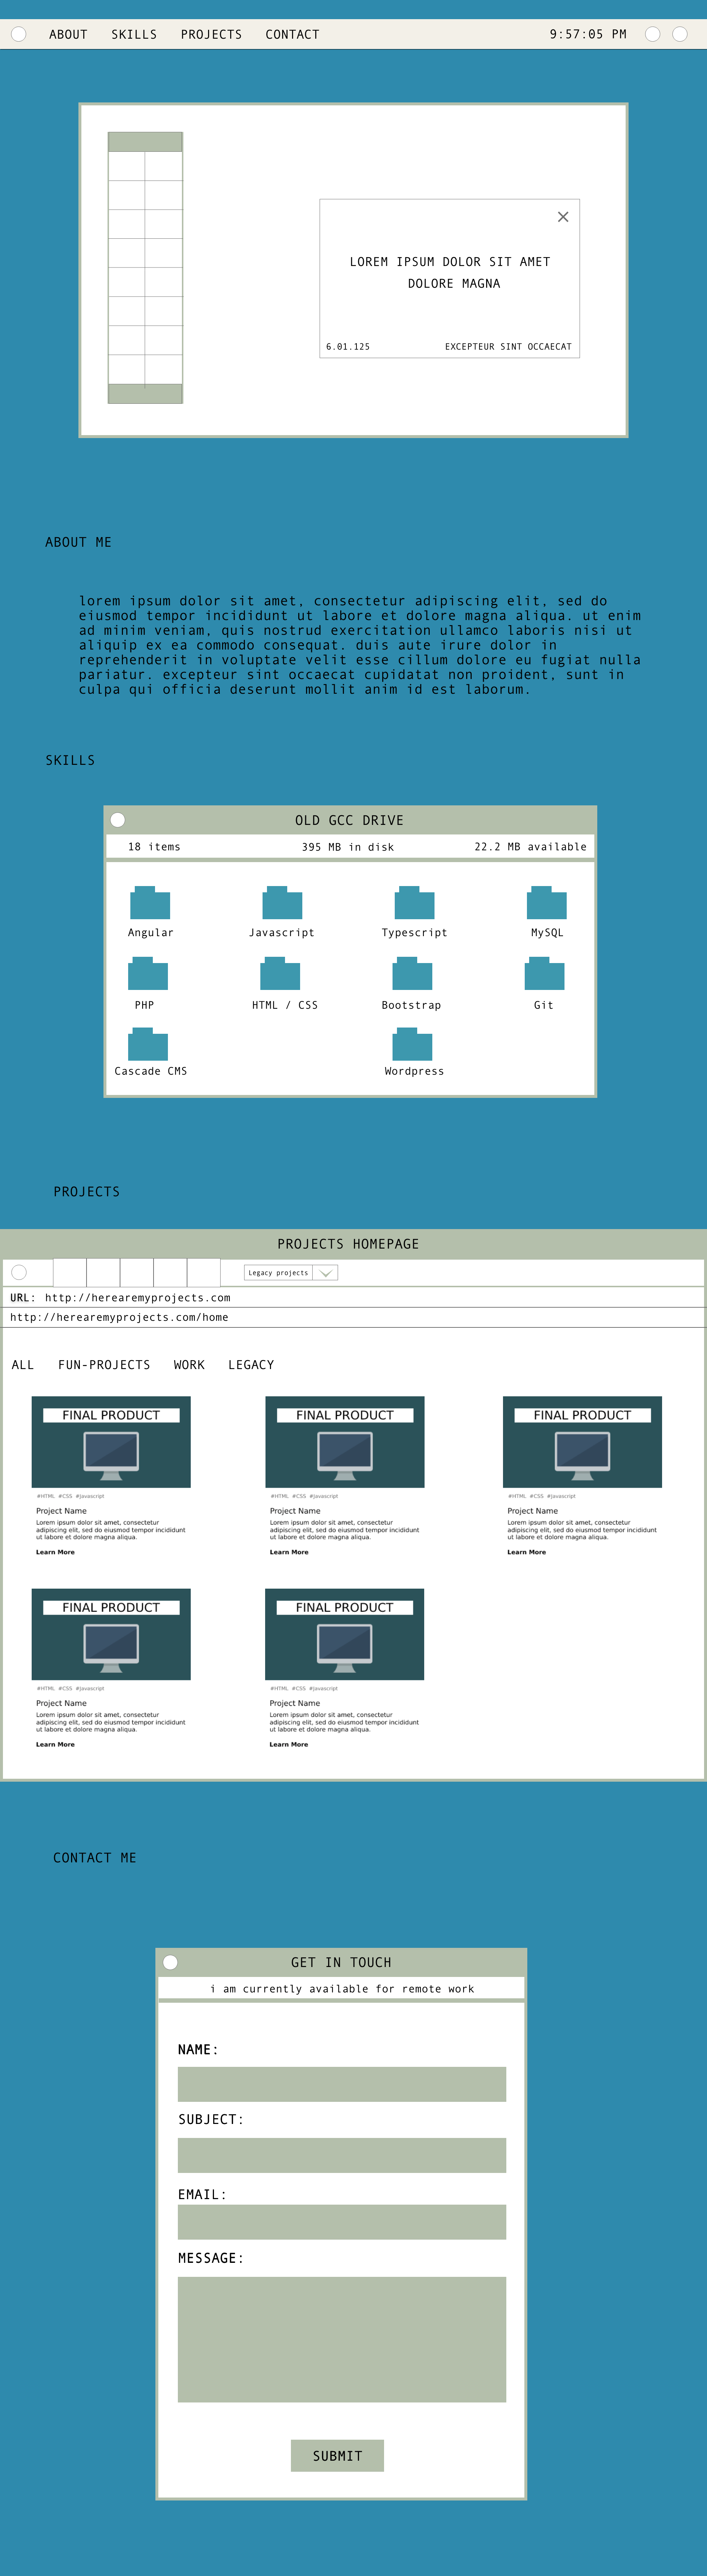 ABOUT SKILLS PROJECTS CONTACT 9:57:05 PM
LOREM IPSUM DOLOR SIT AMET
DOLORE MAGNA
6.01.125 EXCEPTEUR SINT OCCAECAT
ABOUT ME
lorem ipsum dolor sit amet, consectetur adipiscing elit, sed do
eiusmod tempor incididunt ut labore et dolore magna aliqua. ut enim
ad minim veniam, quis nostrud exercitation ullamco laboris nisi ut
aliquip ex ea commodo consequat. duis aute irure dolor in
reprehenderit in voluptate velit esse cillum dolore eu fugiat nulla
pariatur. excepteur sint occaecat cupidatat non proident, sunt in
culpa qui officia deserunt mollit anim id est laborum.
SKILLS
OLD GCC DRIVE
18 items 395 MB in disk 22.2 MB available
Angular Javascript Typescript MySQL
PHP HTML / CSS Bootstrap Git
Cascade CMS Wordpress
PROJECTS
PROJECTS HOMEPAGE
Legacy projects
URL: http://herearemyprojects.com
http://herearemyprojects.com/home
ALL FUN-PROJECTS WORK LEGACY
FINAL PRODUCT
#HTML #CSS #Javascript
Project Name
Lorem ipsum dolor sit amet, consectetur
adipiscing elit, sed do eiusmod tempor incididunt
ut labore et dolore magna aliqua.
Learn More
FINAL PRODUCT
#HTML #CSS #Javascript
Project Name
Lorem ipsum dolor sit amet, consectetur
adipiscing elit, sed do eiusmod tempor incididunt
ut labore et dolore magna aliqua.
Learn More
FINAL PRODUCT
#HTML #CSS #Javascript
Project Name
Lorem ipsum dolor sit amet, consectetur
adipiscing elit, sed do eiusmod tempor incididunt
ut labore et dolore magna aliqua.
Learn More
FINAL PRODUCT
#HTML #CSS #Javascript
Project Name
Lorem ipsum dolor sit amet, consectetur
adipiscing elit, sed do eiusmod tempor incididunt
ut labore et dolore magna aliqua.
Learn More
FINAL PRODUCT
#HTML #CSS #Javascript
Project Name
Lorem ipsum dolor sit amet, consectetur
adipiscing elit, sed do eiusmod tempor incididunt
ut labore et dolore magna aliqua.
Learn More
CONTACT ME
GET IN TOUCH
i am currently available for remote work
NAME:
SUBJECT:
EMAIL:
MESSAGE:
SUBMIT